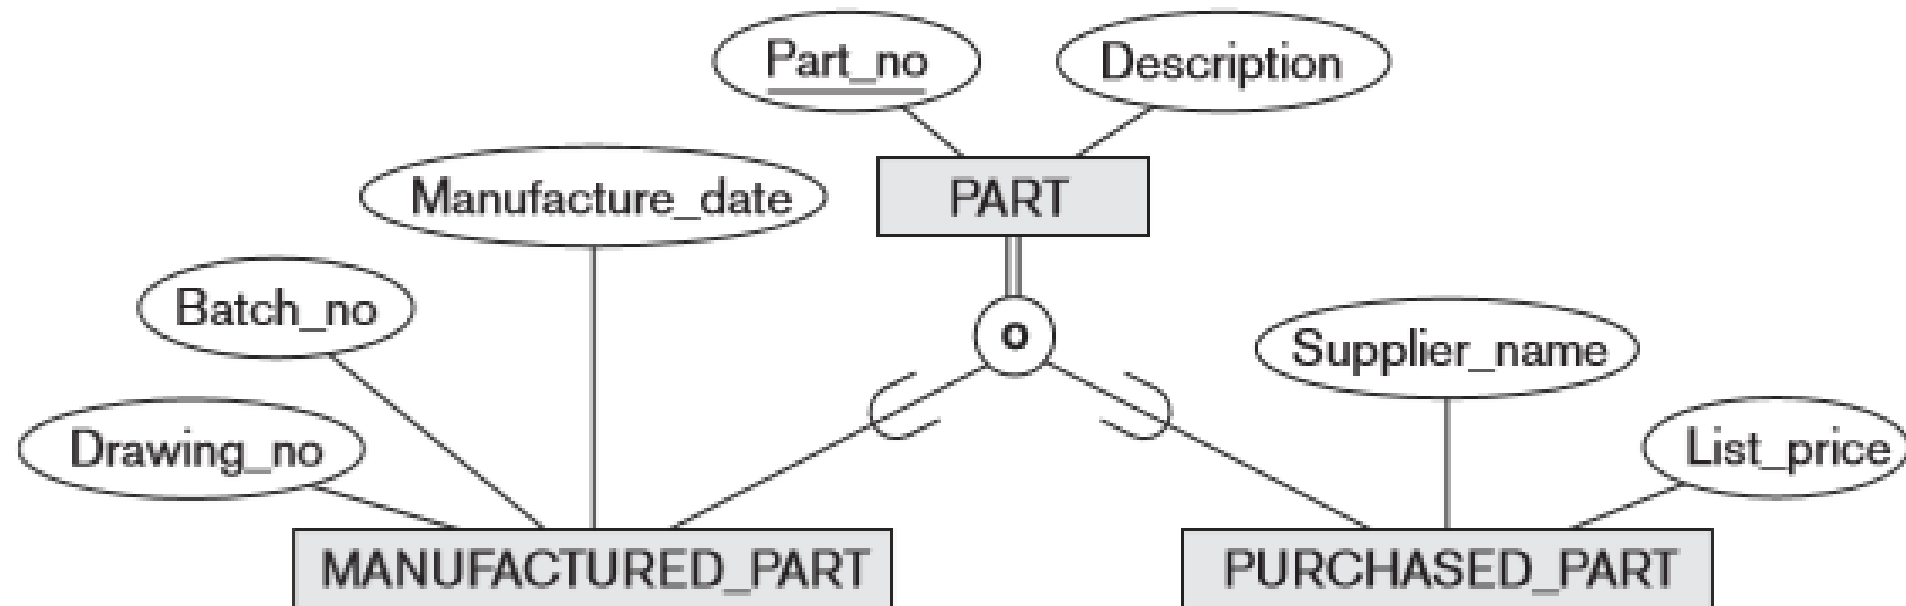 Part_no
Description
Manufacture_date
PART
Batch_no
o
Supplier_name
Drawing_no
List_price
MANUFACTURED_PART
PURCHASED_PART